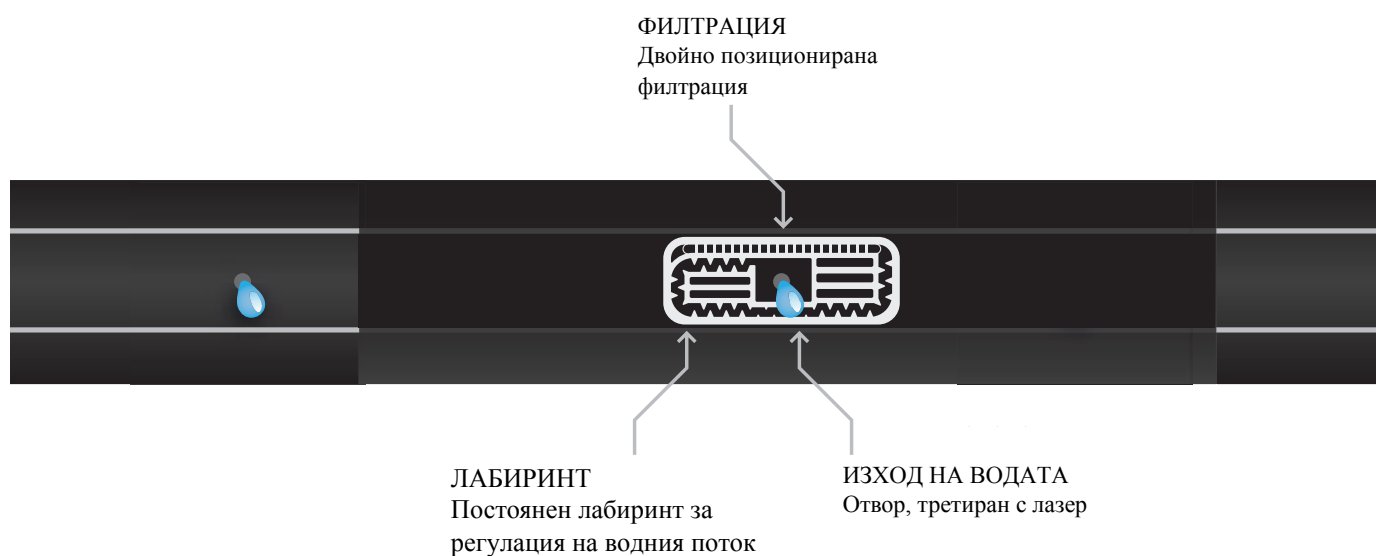 ФИЛТРАЦИЯ
Двойно позиционирана
филтрация
ЛАБИРИНТ
Постоянен лабиринт за
регулация на водния поток
ИЗХОД НА ВОДАТА
Отвор, третиран с лазер